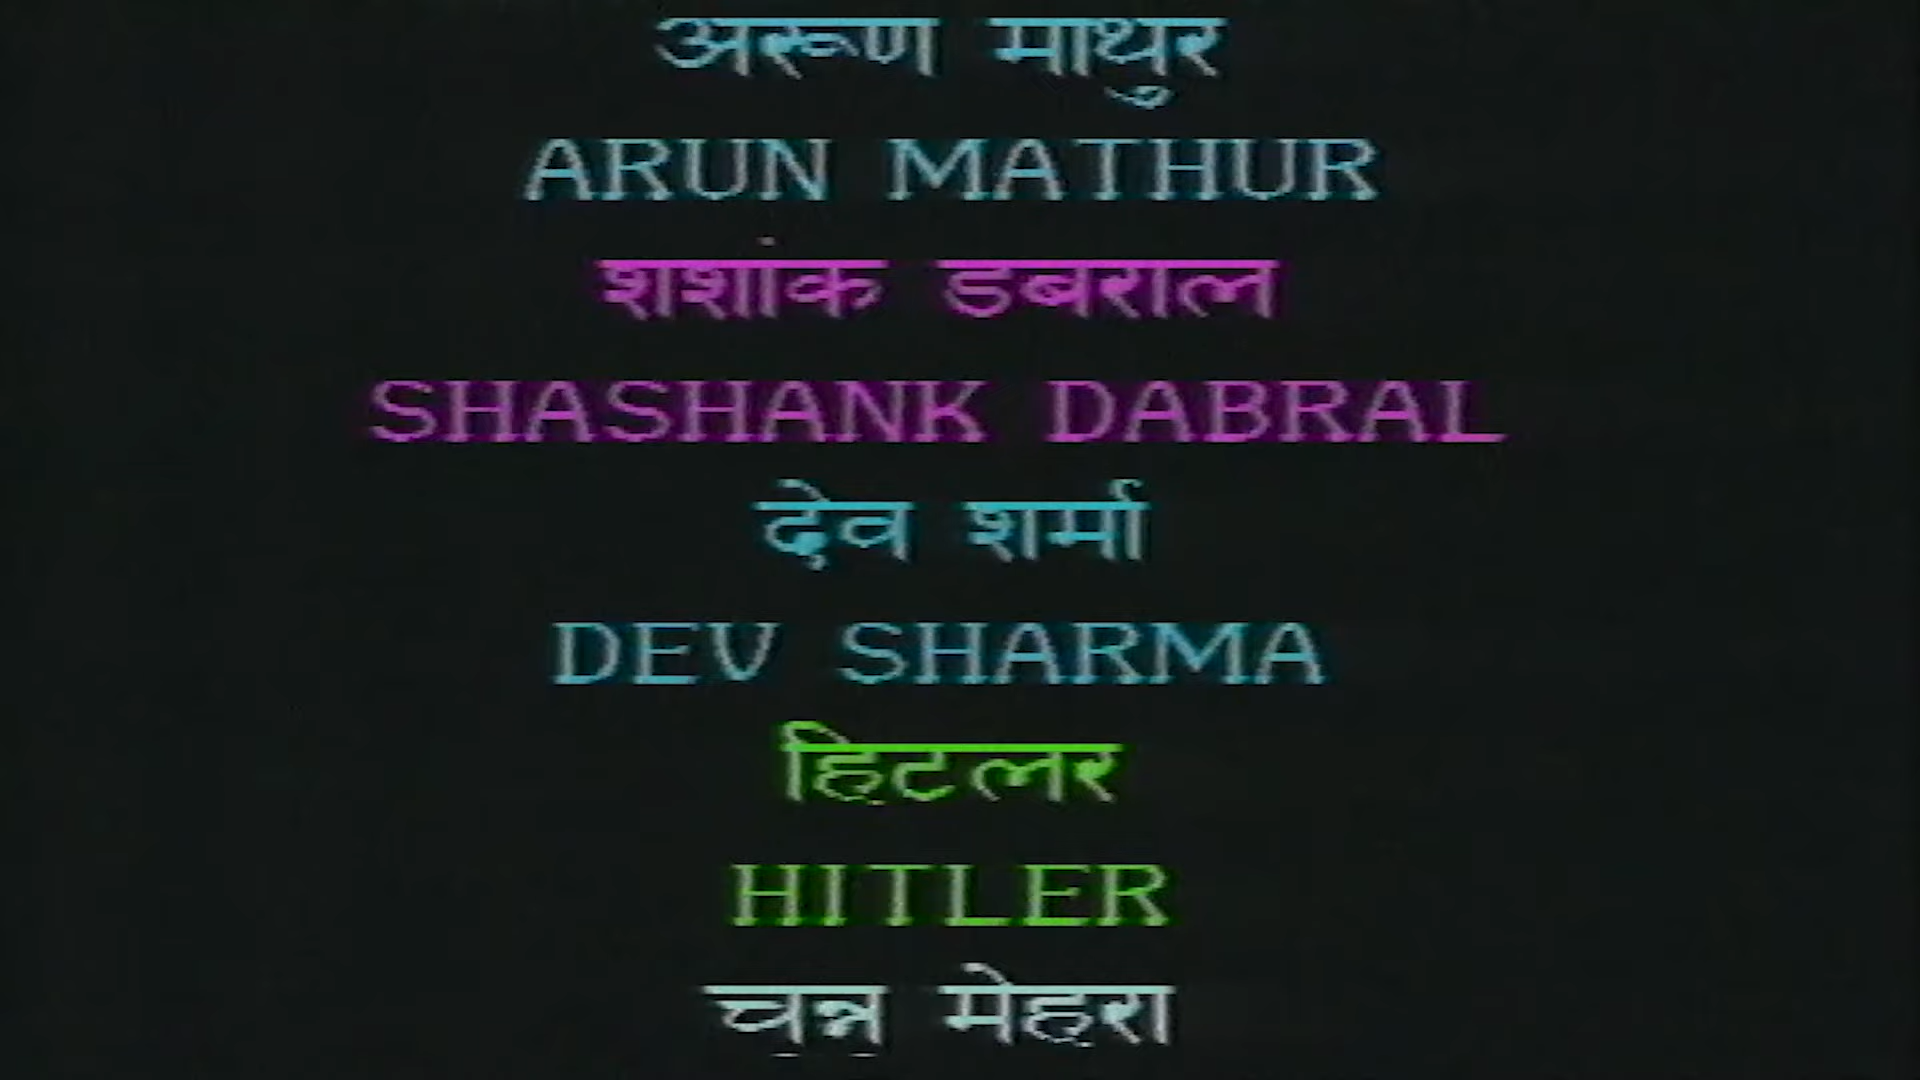 अरूण माथुर
ARUN MATHUR
शशांक डबराल
SHASHANK DABRAL
देव शर्मा
DEV SHARMA
हिटलर
HITLER
चन्न मेहरा